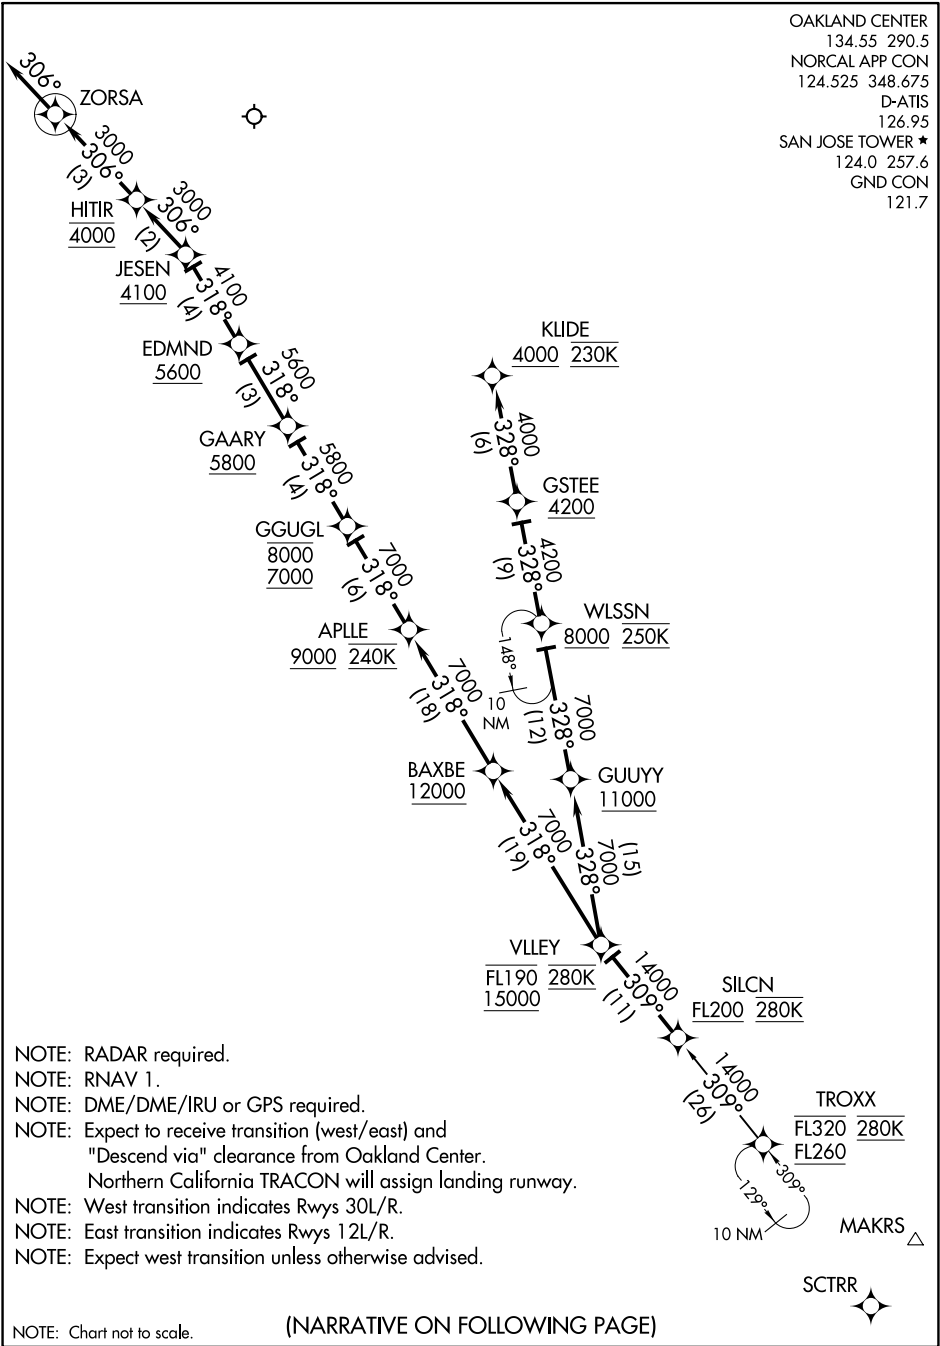 OAKLAND CENTER
134.55 290.5
NORCAL APP CON
124.525 348.675
D-ATIS
126.95
SAN JOSE TOWER ★
124.0 257.6
GND CON
121.7
306°
ZORSA
3000
306°
(3)
HITIR
4000
3000
306°
(2)
JESEN
4100
4100
318°
(4)
EDMND
5600
5600
318°
(3)
GAARY
5800
5800
318°
(4)
GGUGL
8000
7000
7000
318°
(6)
APLLE
9000 240K
7000
318°
(18)
BAXBE
12000
7000
318°
(19)
KLIDE
4000 230K
4000
328°
(6)
GSTEE
4200
4200
328°
(9)
WLSSN
8000 250K
148°
10
NM
7000
328°
(12)
GUUYY
11000
(15)
7000
328°
VLLEY
FL190 280K
15000
14000
309°
(11)
SILCN
FL200 280K
14000
309°
(26)
TROXX
FL320 280K
FL260
309°
129°
10 NM
MAKRS
SCTRR
NOTE: RADAR required.
NOTE: RNAV 1.
NOTE: DME/DME/IRU or GPS required.
NOTE: Expect to receive transition (west/east) and
"Descend via" clearance from Oakland Center.
Northern California TRACON will assign landing runway.
NOTE: West transition indicates Rwys 30L/R.
NOTE: East transition indicates Rwys 12L/R.
NOTE: Expect west transition unless otherwise advised.
NOTE: Chart not to scale.
(NARRATIVE ON FOLLOWING PAGE)